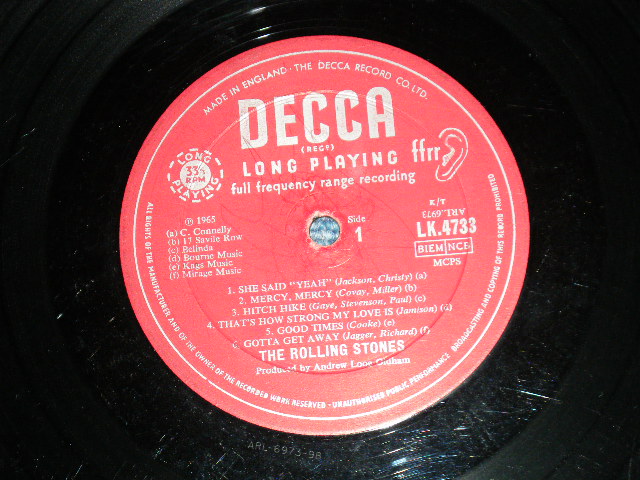 MADE IN ENGLAND · THE DECCA RECORD CO. LTD.
DECCA
(REGD)
LONG PLAYING ffrr
full frequency range recording
LONG PLAYING
33⅓
RPM
Ⓟ 1965
(a) C. Connelly
(b) 17 Savile Row
(c) Belinda
(d) Bourne Music
(e) Kags Music
(f) Mirage Music
Side
1
K/T
ARL.6973
LK.4733
BIEM NCB
MCPS
1. SHE SAID "YEAH" (Jackson, Christy) (a)
2. MERCY, MERCY (Covay, Miller) (b)
3. HITCH HIKE (Gaye, Stevenson, Paul) (c)
4. THAT'S HOW STRONG MY LOVE IS (Jamison) (d)
5. GOOD TIMES (Cooke) (e)
6. GOTTA GET AWAY (Jagger, Richard) (f)
THE ROLLING STONES
Produced by Andrew Loog Oldham
ALL RIGHTS OF THE MANUFACTURER AND OF THE OWNER OF THE RECORDED WORK RESERVED · UNAUTHORISED PUBLIC PERFORMANCE BROADCASTING AND COPYING OF THIS RECORD PROHIBITED
ARL-6973-